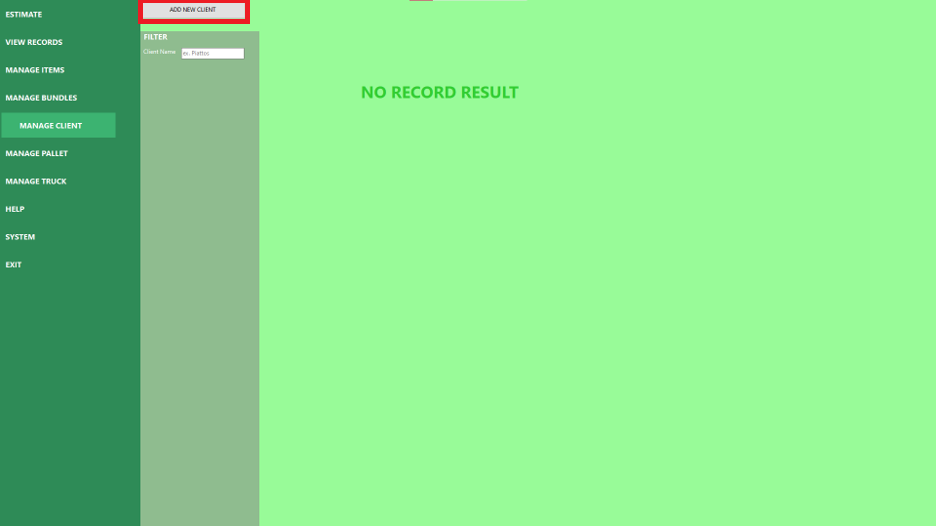 ESTIMATE
VIEW RECORDS
MANAGE ITEMS
MANAGE BUNDLES
MANAGE CLIENT
MANAGE PALLET
MANAGE TRUCK
HELP
SYSTEM
EXIT
ADD NEW CLIENT
FILTER
Client Name ex. Piattos
NO RECORD RESULT